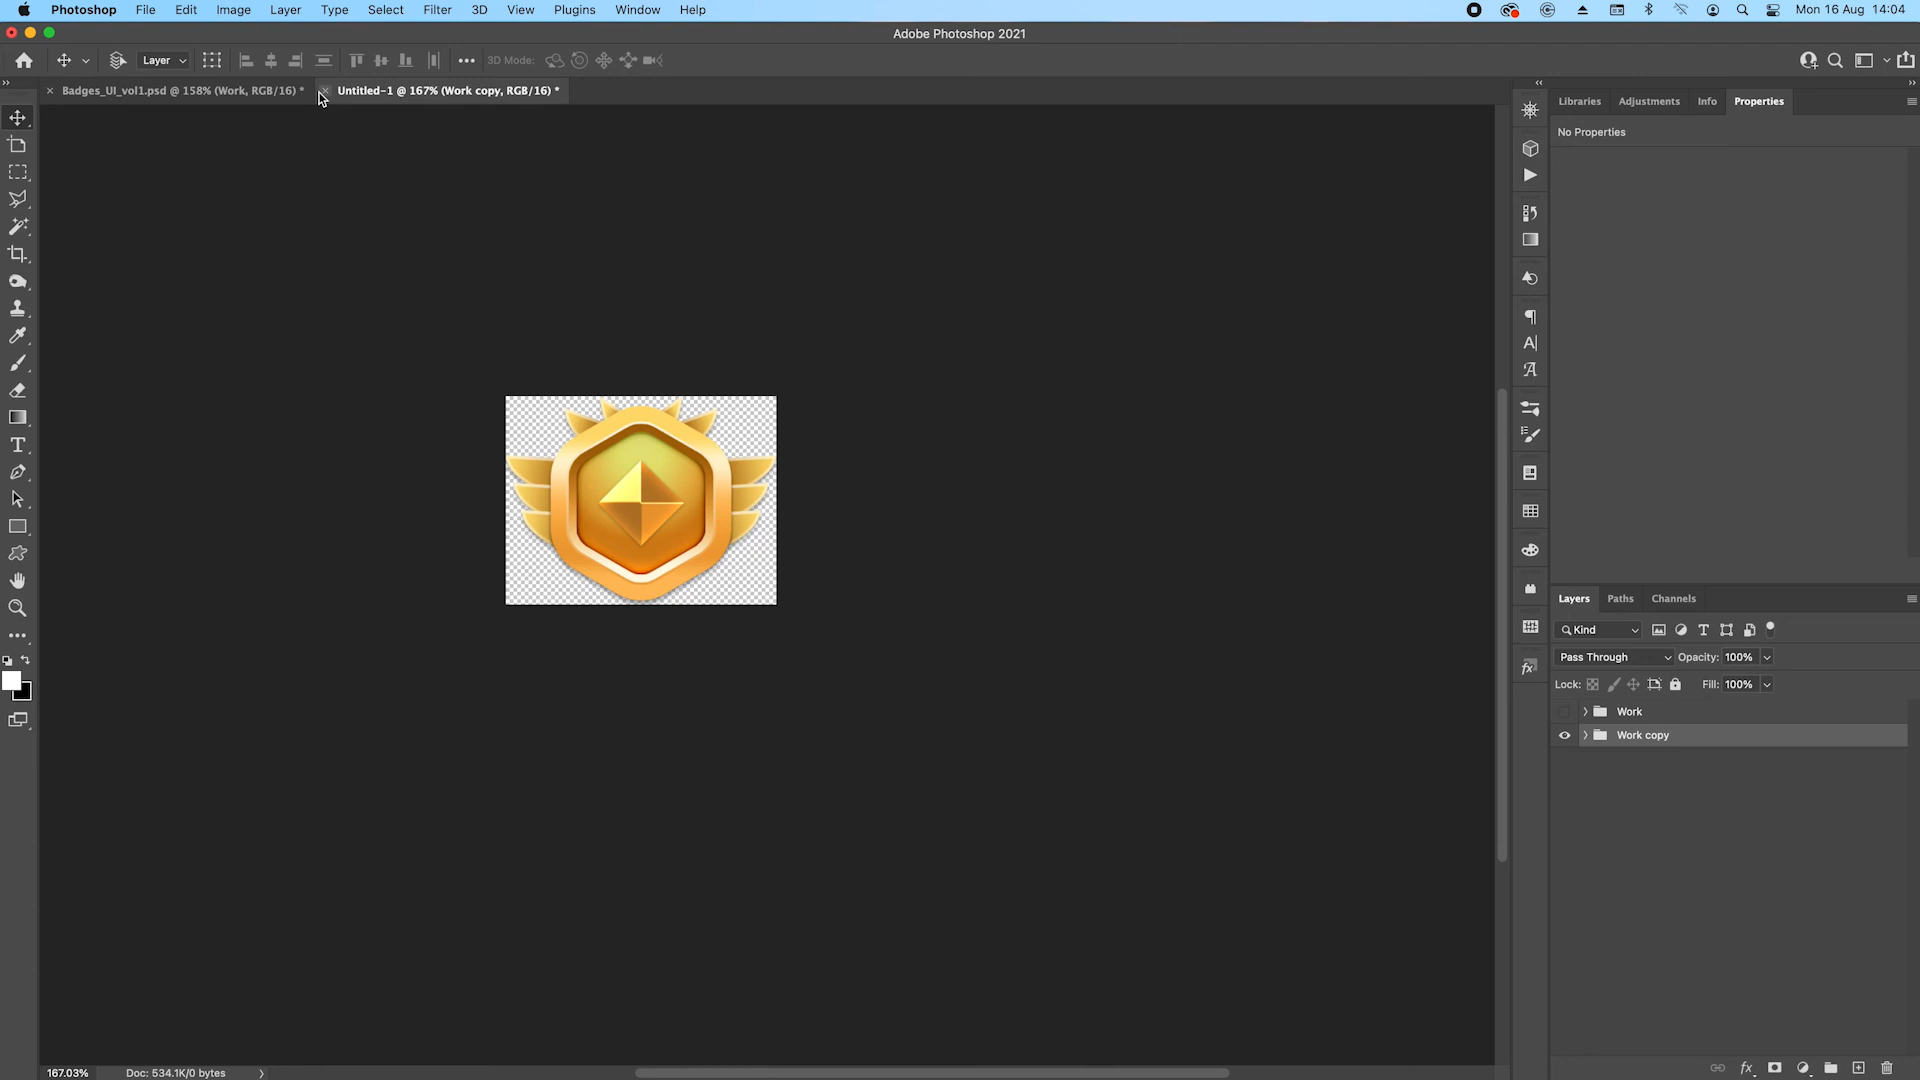 Photoshop File Edit Image Layer Type Select Filter 3D View Plugins Window Help Mon 16 Aug 14:04
Adobe Photoshop 2021
Layer 3D Mode:
Badges_UI_vol1.psd @ 158% (Work, RGB/16) * Untitled-1 @ 167% (Work copy, RGB/16) *
Libraries Adjustments Info Properties
No Properties
Layers Paths Channels
Kind
Pass Through Opacity: 100%
Lock: Fill: 100%
Work
Work copy
167.03% Doc: 534.1K/0 bytes